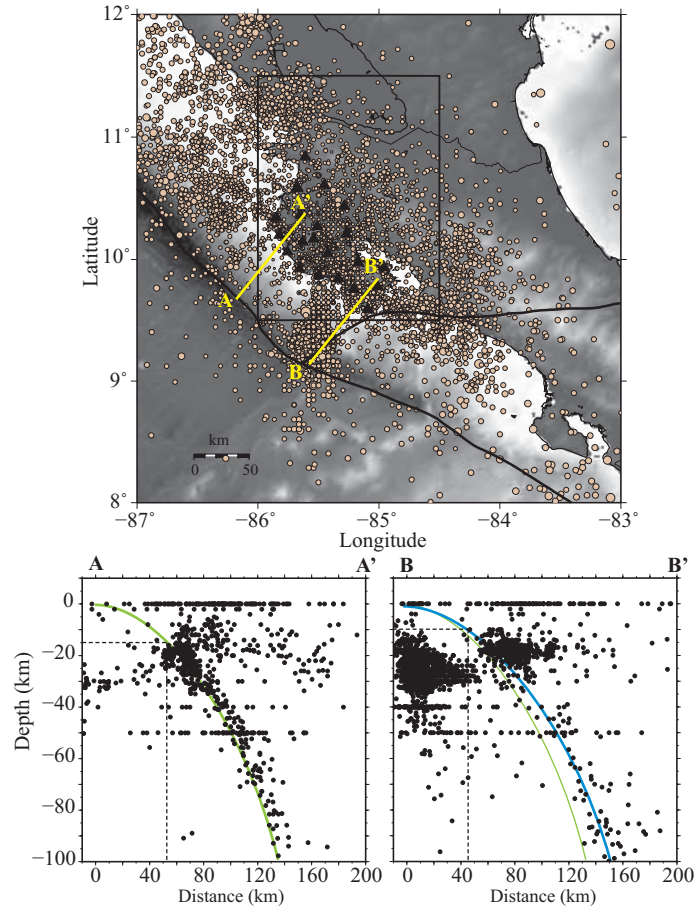 12˚
11˚
10˚
9˚
8˚
Latitude
A'
B’
A
B
km
0 50
−87˚ −86˚ −85˚ −84˚ −83˚
Longitude
A A’ B B’
0
−20
−40
−60
−80
−100
Depth (km)
0 40 80 120 160 200 0 40 80 120 160 200
Distance (km) Distance (km)